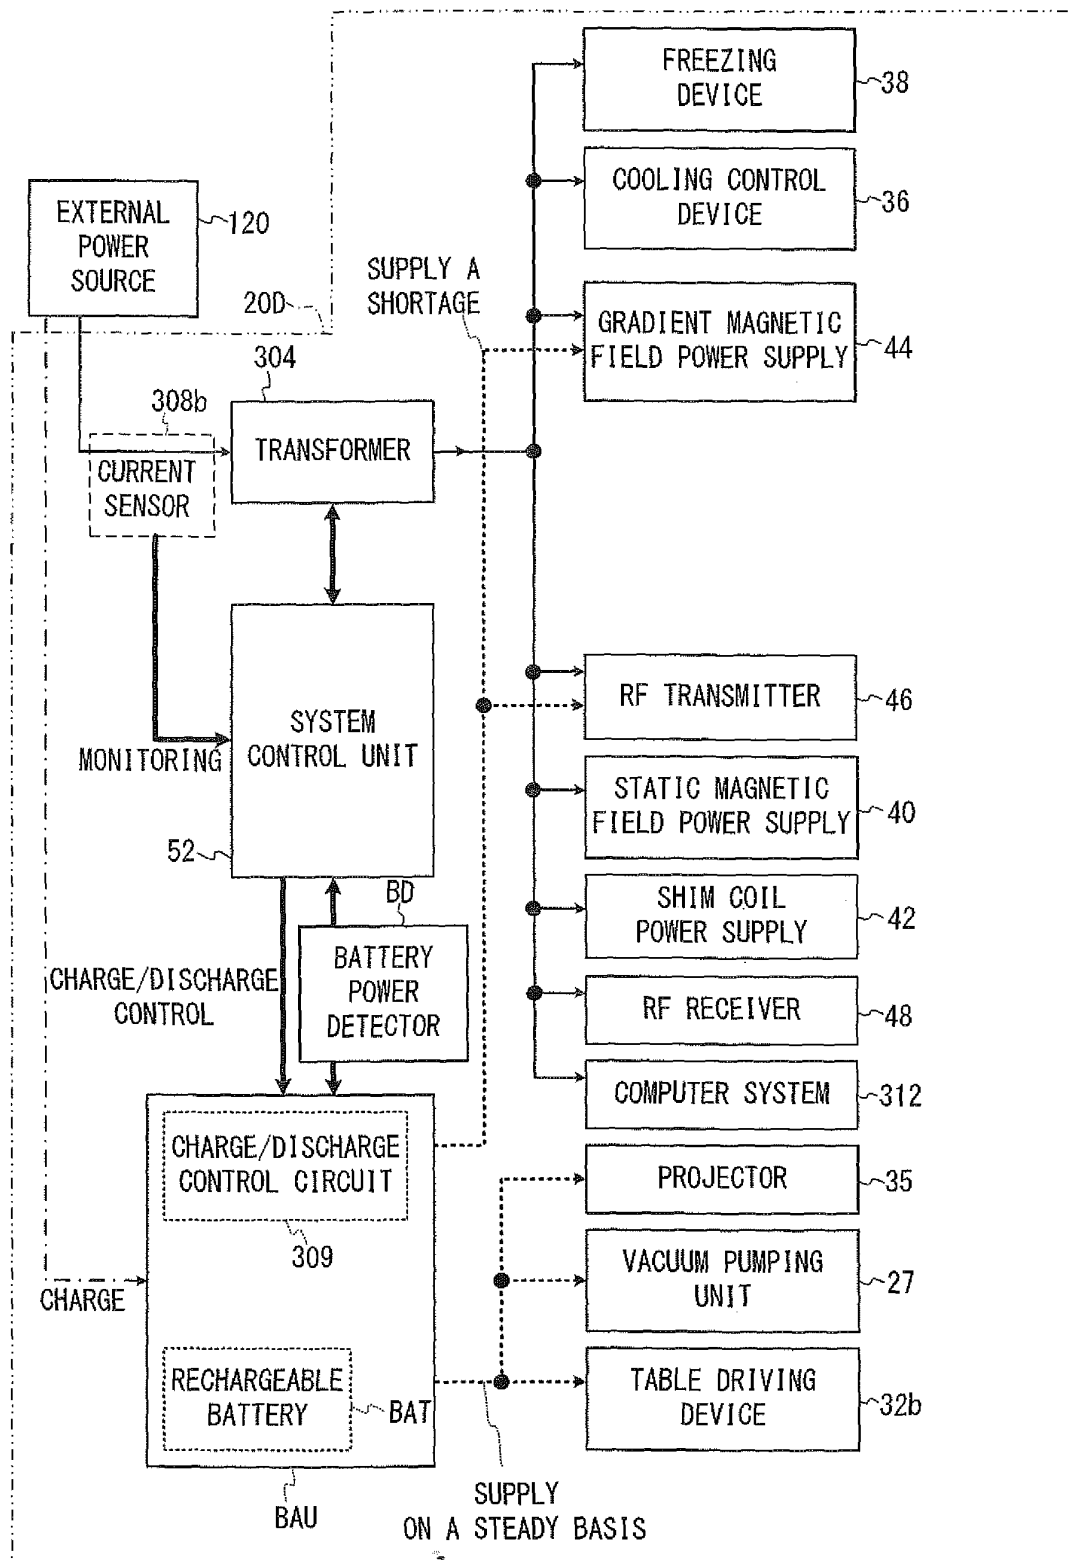 FREEZING
DEVICE
38
COOLING CONTROL
DEVICE
36
EXTERNAL
POWER
SOURCE
120
SUPPLY A
SHORTAGE
20D
GRADIENT MAGNETIC
FIELD POWER SUPPLY
44
304
308b
TRANSFORMER
CURRENT
SENSOR
RF TRANSMITTER
46
SYSTEM
CONTROL UNIT
MONITORING
STATIC MAGNETIC
FIELD POWER SUPPLY
40
52
BD
SHIM COIL
POWER SUPPLY
42
BATTERY
POWER
DETECTOR
CHARGE/DISCHARGE
CONTROL
RF RECEIVER
48
COMPUTER SYSTEM
312
CHARGE/DISCHARGE
CONTROL CIRCUIT
309
PROJECTOR
35
VACUUM PUMPING
UNIT
27
CHARGE
RECHARGEABLE
BATTERY
BAT
TABLE DRIVING
DEVICE
32b
BAU
SUPPLY
ON A STEADY BASIS